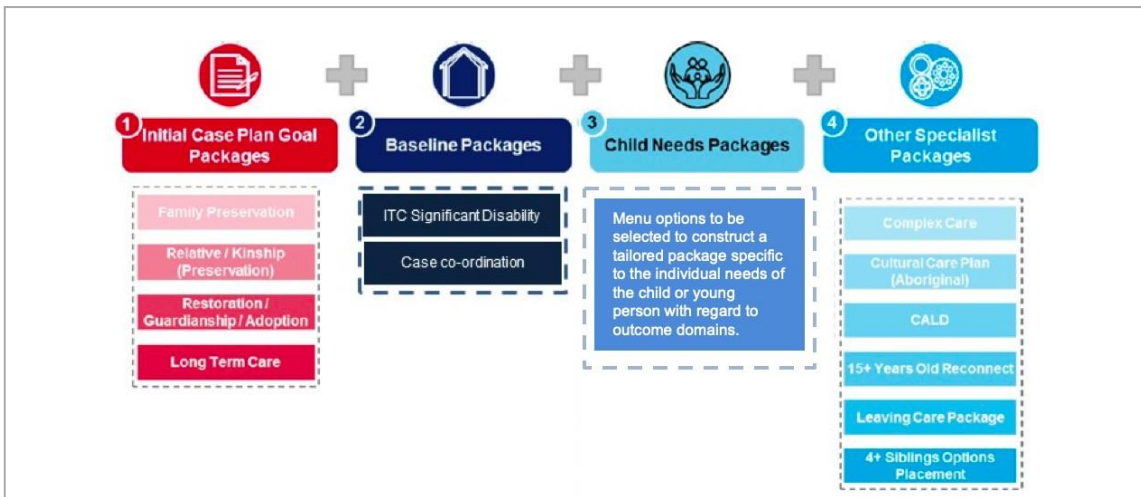 1
Initial Case Plan Goal
Packages
Family Preservation
Relative / Kinship
(Preservation)
Restoration /
Guardianship / Adoption
Long Term Care
2
Baseline Packages
ITC Significant Disability
Case co-ordination
3
Child Needs Packages
Menu options to be
selected to construct a
tailored package specific
to the individual needs of
the child or young
person with regard to
outcome domains.
4
Other Specialist
Packages
Complex Care
Cultural Care Plan
(Aboriginal)
CALD
15+ Years Old Reconnect
Leaving Care Package
4+ Siblings Options
Placement